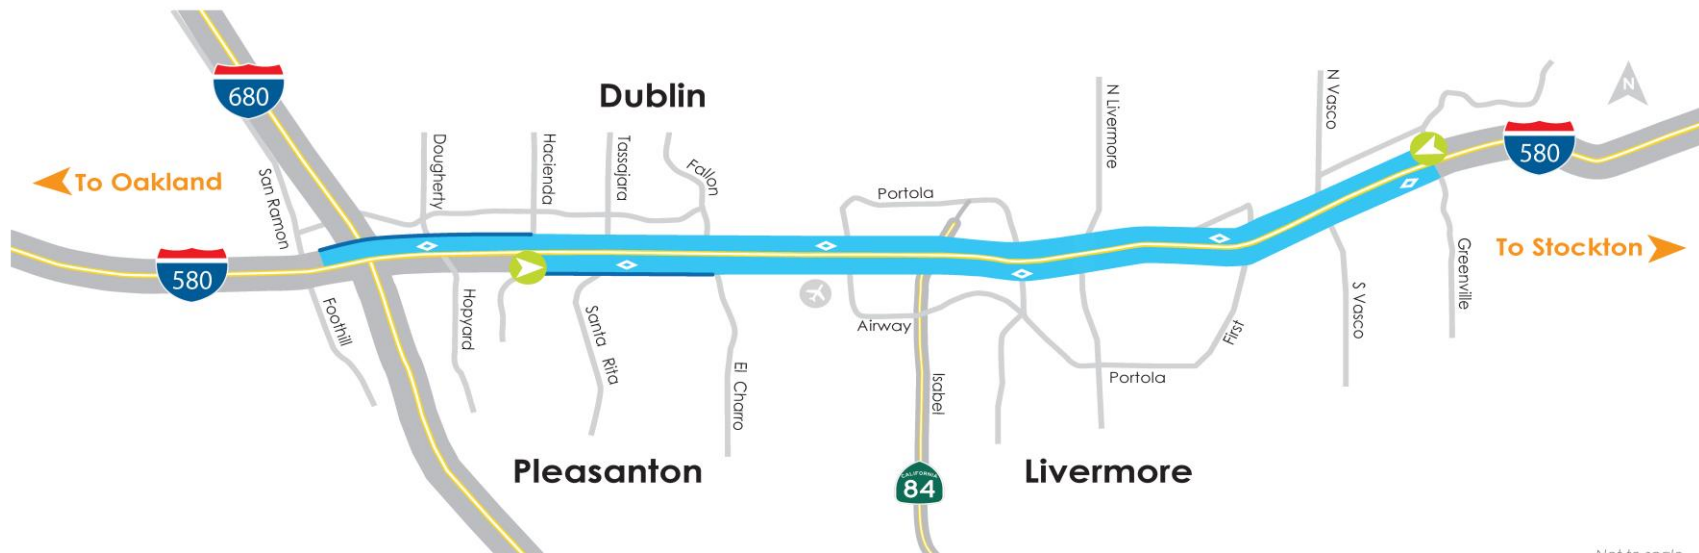 680
Dublin
To Oakland
San Ramon
Dougherty
Hacienda
Tassajara
Fallon
Portola
N Livermore
N Vasco
N
580
580
To Stockton
Foothill
Hopyard
Santa Rita
El Charro
Airway
Isabel
Portola
First
S Vasco
Greenville
Pleasanton
Livermore
CALIFORNIA
84